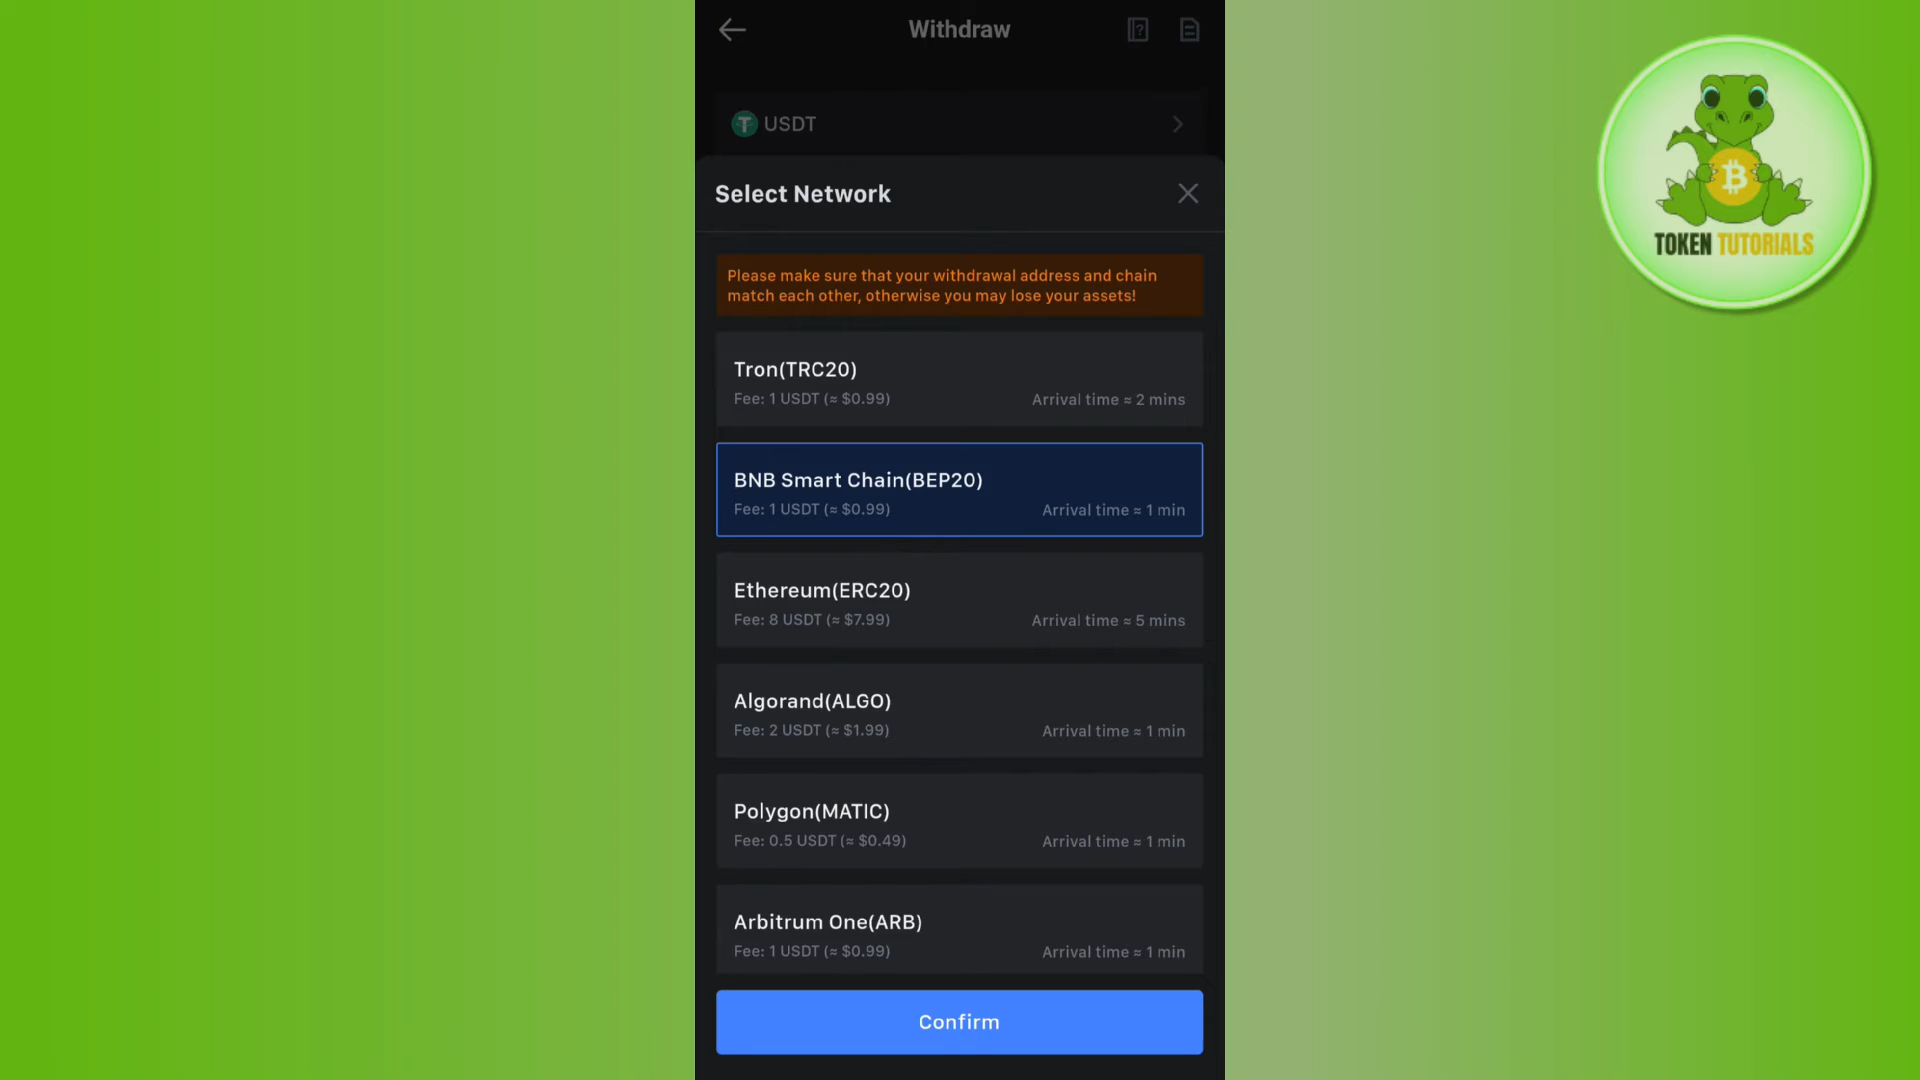 Withdraw
USDT
Select Network
Please make sure that your withdrawal address and chain
match each other, otherwise you may lose your assets!
Tron(TRC20)
Fee: 1 USDT (≈ $0.99)
Arrival time ≈ 2 mins
BNB Smart Chain(BEP20)
Fee: 1 USDT (≈ $0.99)
Arrival time ≈ 1 min
Ethereum(ERC20)
Fee: 8 USDT (≈ $7.99)
Arrival time ≈ 5 mins
Algorand(ALGO)
Fee: 2 USDT (≈ $1.99)
Arrival time ≈ 1 min
Polygon(MATIC)
Fee: 0.5 USDT (≈ $0.49)
Arrival time ≈ 1 min
Arbitrum One(ARB)
Fee: 1 USDT (≈ $0.99)
Arrival time ≈ 1 min
Confirm
TOKEN TUTORIALS